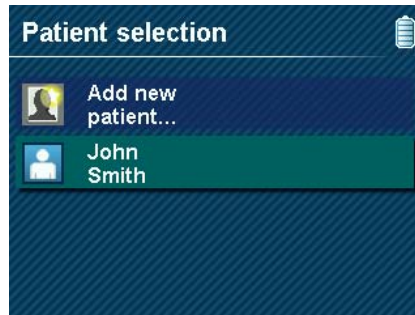 Patient selection
Add new
patient...
John
Smith